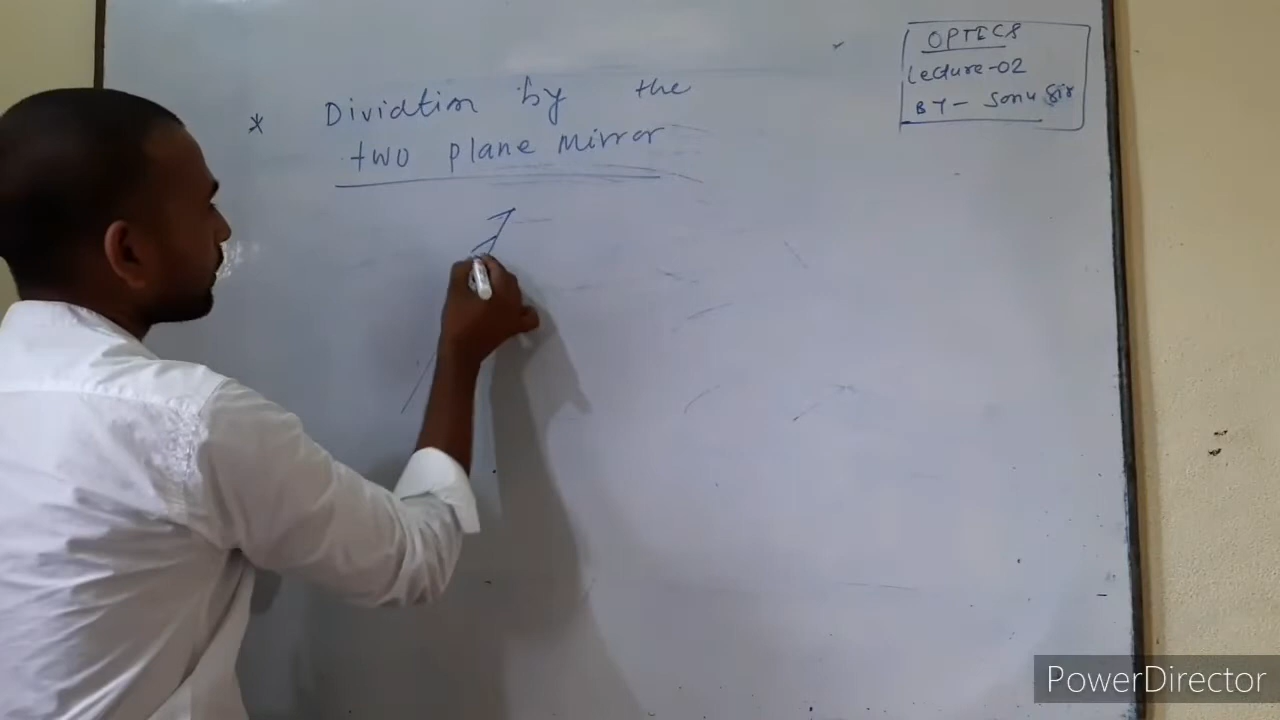 * Dividtion by the
two plane Mirror
OPTICS
Lecture-02
BY - Sonu Sir
PowerDirector